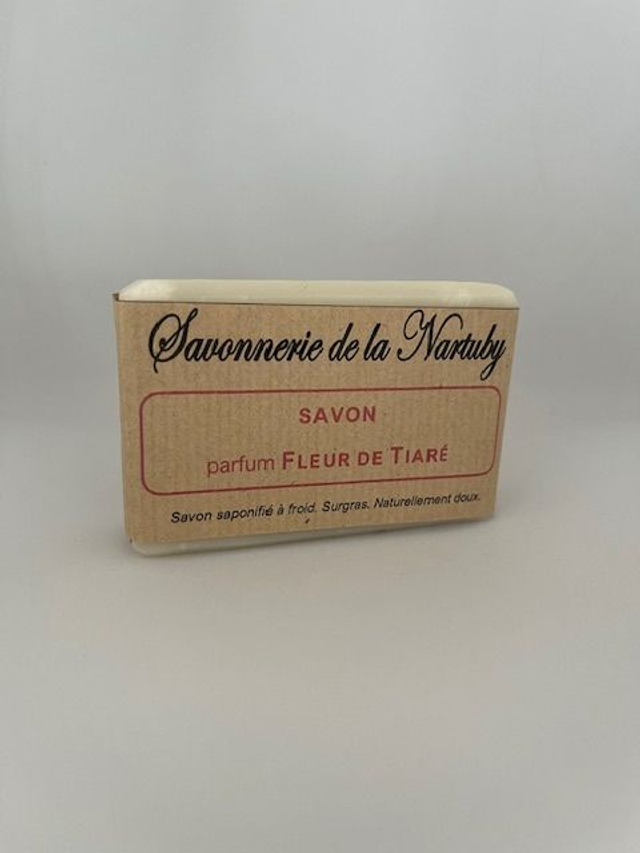 Savonnerie de la Nartuby
SAVON
parfum FLEUR DE TIARÉ
Savon saponifié à froid. Surgras. Naturellement doux.